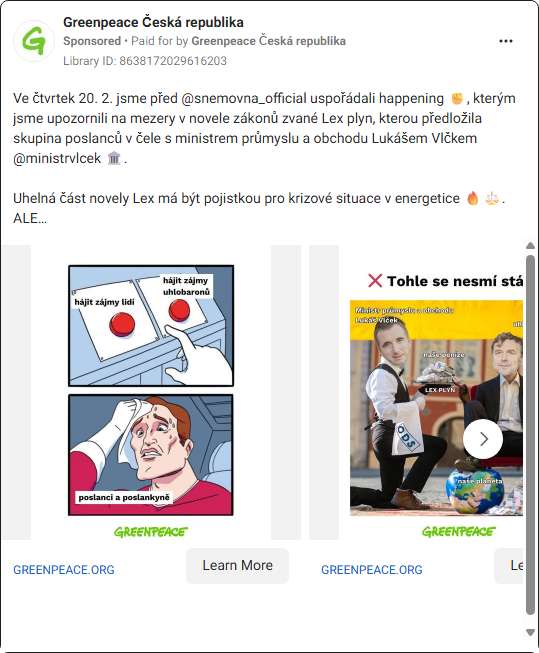 Greenpeace Česká republika
Sponsored • Paid for by Greenpeace Česká republika
Library ID: 8638172029616203
Ve čtvrtek 20. 2. jsme před @snemovna_official uspořádali happening ✊, kterým
jsme upozornili na mezery v novele zákonů zvané Lex plyn, kterou předložila
skupina poslanců v čele s ministrem průmyslu a obchodu Lukášem Vlčkem
@ministrvlcek 🏛️.
Uhelná část novely Lex má být pojistkou pro krizové situace v energetice 🔥 ⚖️.
ALE…
hájit zájmy lidí
hájit zájmy
uhlobaronů
poslanci a poslankyně
GREENPEACE
GREENPEACE.ORG
Learn More
❌ Tohle se nesmí stá
Ministr průmyslu a obchodu
Lukáš Vlček
naše peníze
LEX PLYN
ODS
naše planeta
GREENPEACE
GREENPEACE.ORG
Le